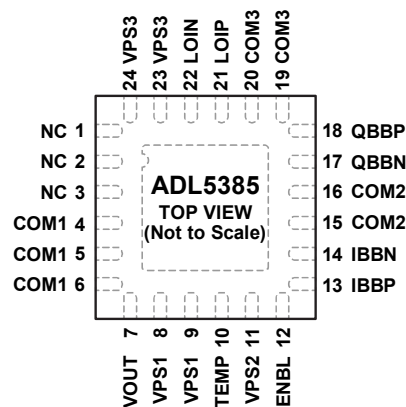 24 VPS3
23 VPS3
22 LOIN
21 LOIP
20 COM3
19 COM3
NC 1
NC 2
NC 3
COM1 4
COM1 5
COM1 6
ADL5385
TOP VIEW
(Not to Scale)
18 QBBP
17 QBBN
16 COM2
15 COM2
14 IBBN
13 IBBP
VOUT 7
VPS1 8
VPS1 9
TEMP 10
VPS2 11
ENBL 12